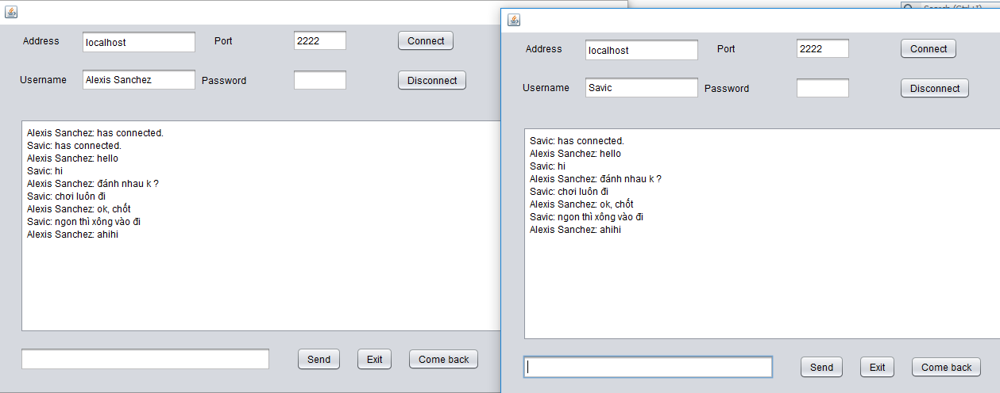 Address localhost Port 2222 Connect
Username Alexis Sanchez Password Disconnect
Alexis Sanchez: has connected.
Savic: has connected.
Alexis Sanchez: hello
Savic: hi
Alexis Sanchez: đánh nhau k ?
Savic: chơi luôn đi
Alexis Sanchez: ok, chốt
Savic: ngon thì xông vào đi
Alexis Sanchez: ahihi
Send Exit Come back
Address localhost Port 2222 Connect
Username Savic Password Disconnect
Savic: has connected.
Alexis Sanchez: hello
Savic: hi
Alexis Sanchez: đánh nhau k ?
Savic: chơi luôn đi
Alexis Sanchez: ok, chốt
Savic: ngon thì xông vào đi
Alexis Sanchez: ahihi
Send Exit Come back